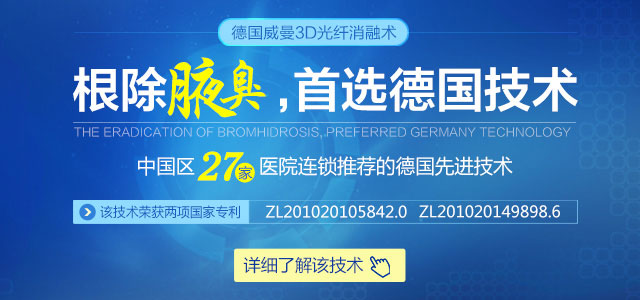 德国威曼3D光纤消融术
根除腋臭,首选德国技术
THE ERADICATION OF BROMHIDROSIS, PREFERRED GERMANY TECHNOLOGY
中国区27家医院连锁推荐的德国先进技术
该技术荣获两项国家专利 ZL201020105842.0 ZL201020149898.6
详细了解该技术